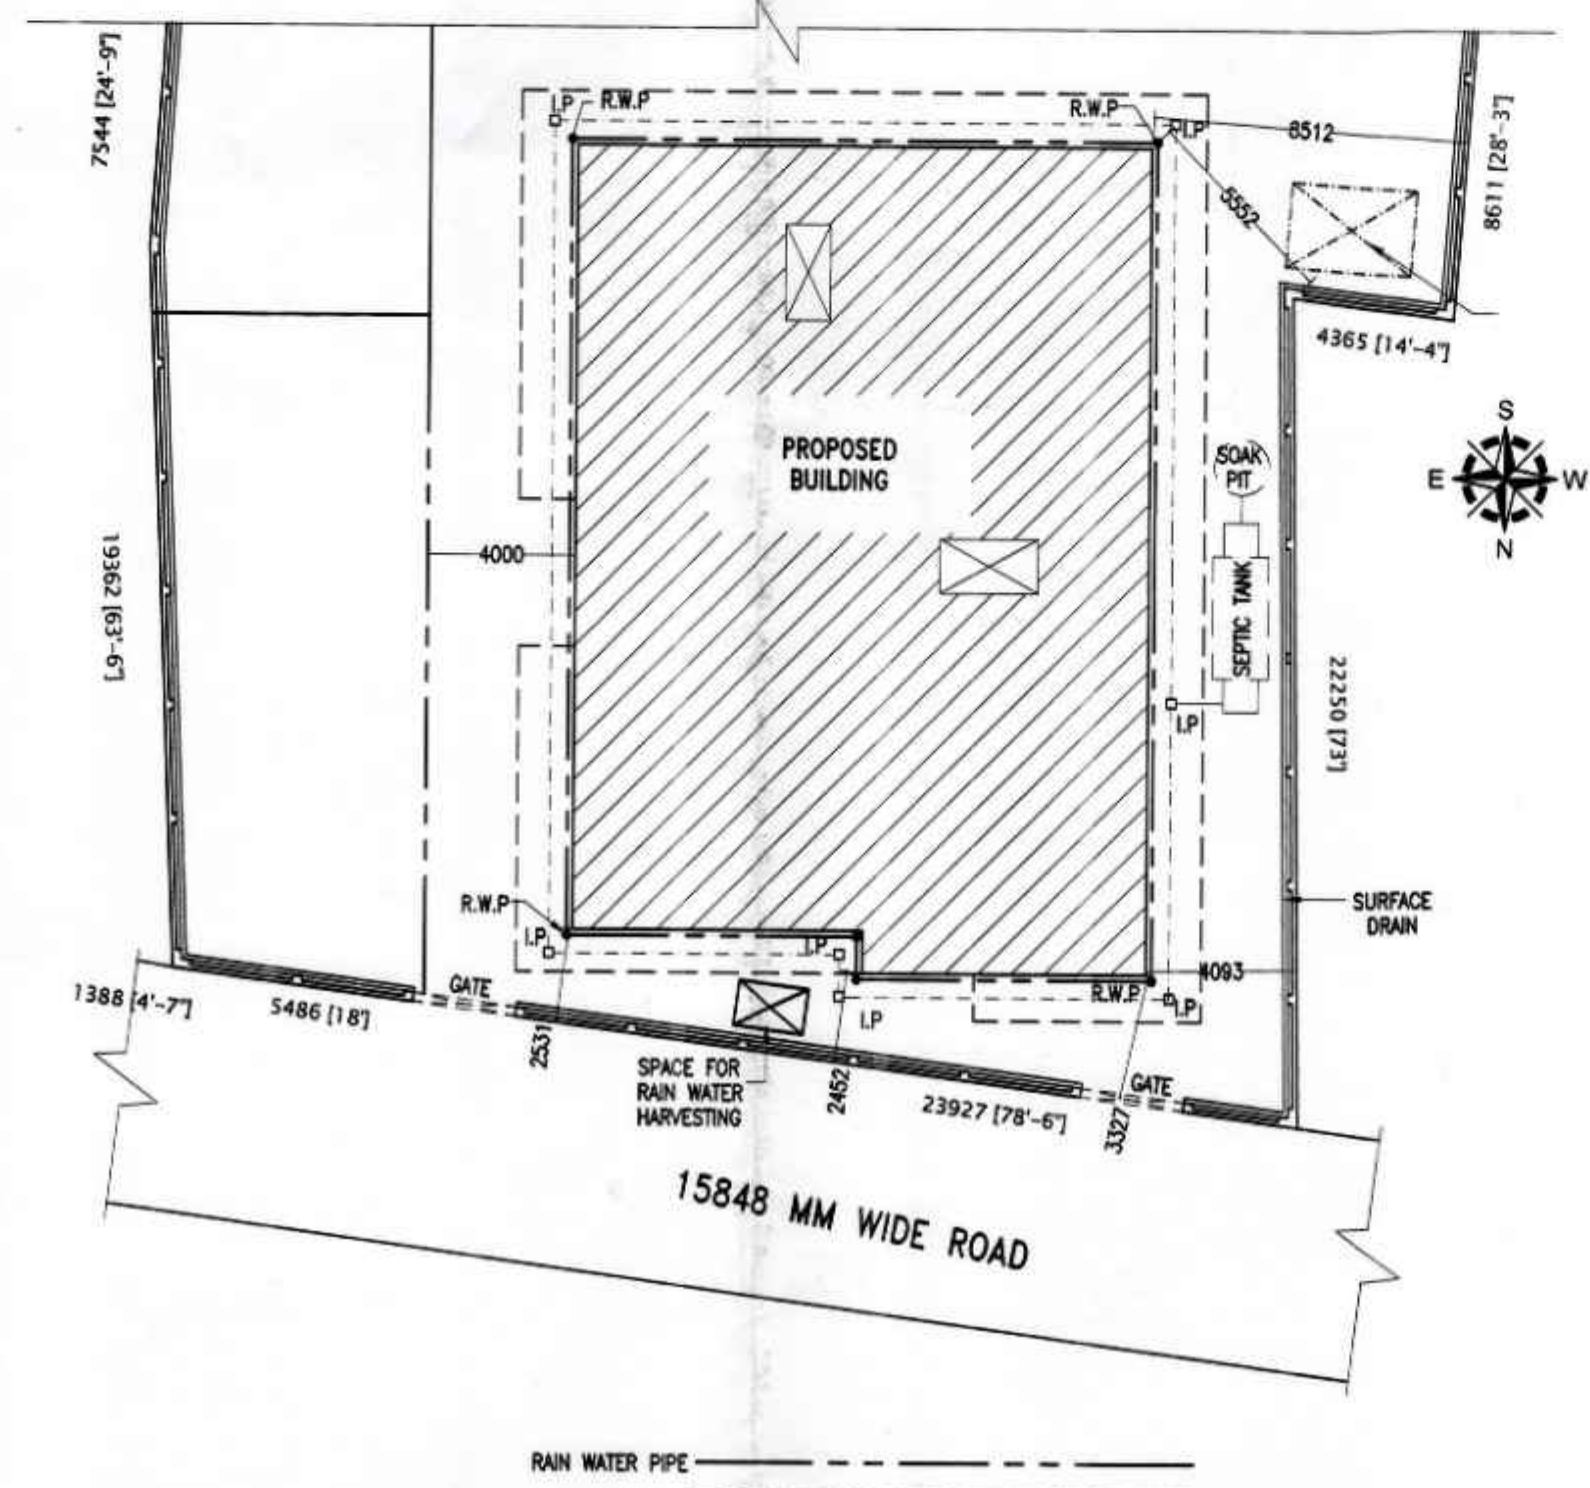 7544 [24'-9"]
I.P
R.W.P
R.W.P
I.P
8512
8611 [28'-3"]
5552
4365 [14'-4"]
S
E
W
N
PROPOSED
BUILDING
SOAK
PIT
4000
19362 [63'-6"]
SEPTIC TANK
22250 [73']
I.P
R.W.P
I.P
I.P
SURFACE
DRAIN
4093
R.W.P
I.P
I.P
GATE
1388 [4'-7"]
5486 [18']
2531
SPACE FOR
RAIN WATER
HARVESTING
2452
23927 [78'-6"]
GATE
3327
15848 MM WIDE ROAD
RAIN WATER PIPE